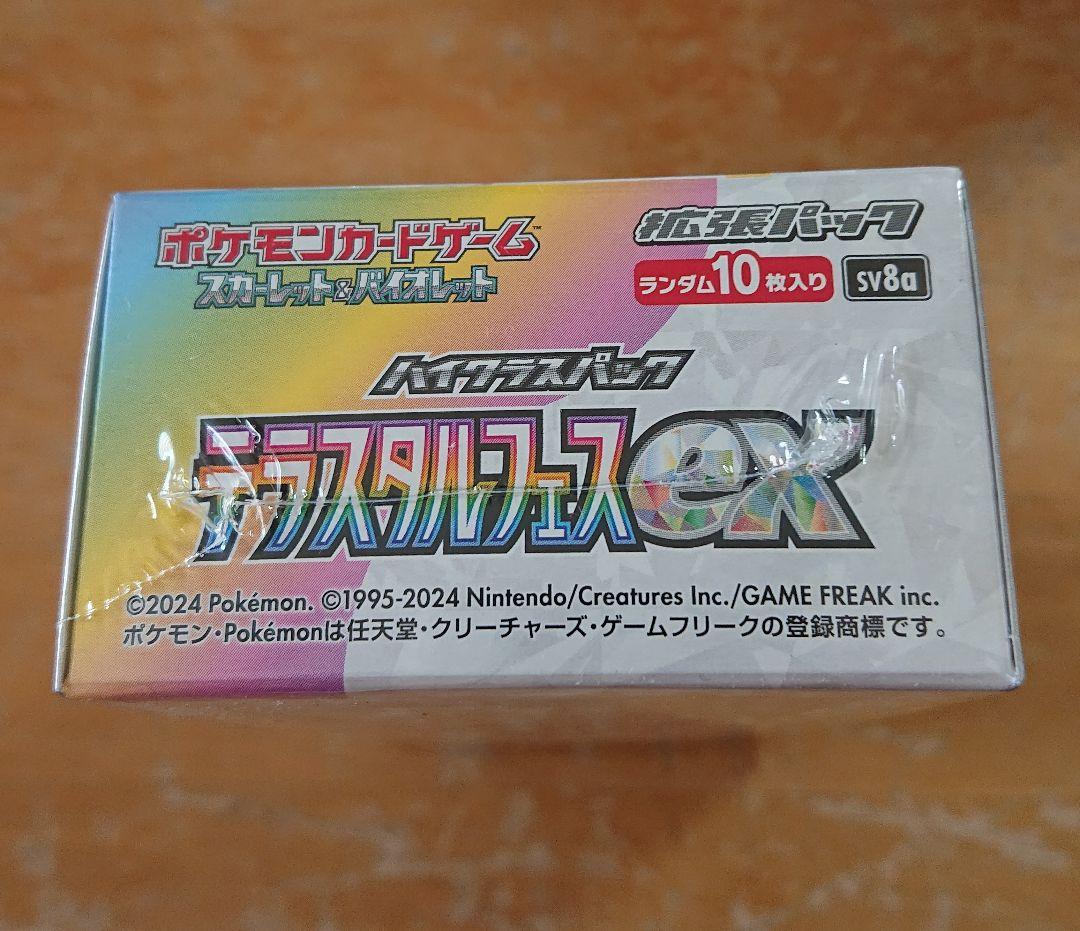 ポケモンカードゲーム™
スカーレット&バイオレット
拡張パック
ランダム10枚入り
sv8a
ハイクラスパック
テラスタルフェスex
©2024 Pokémon. ©1995-2024 Nintendo/Creatures Inc./GAME FREAK inc.
ポケモン・Pokémonは任天堂・クリーチャーズ・ゲームフリークの登録商標です。